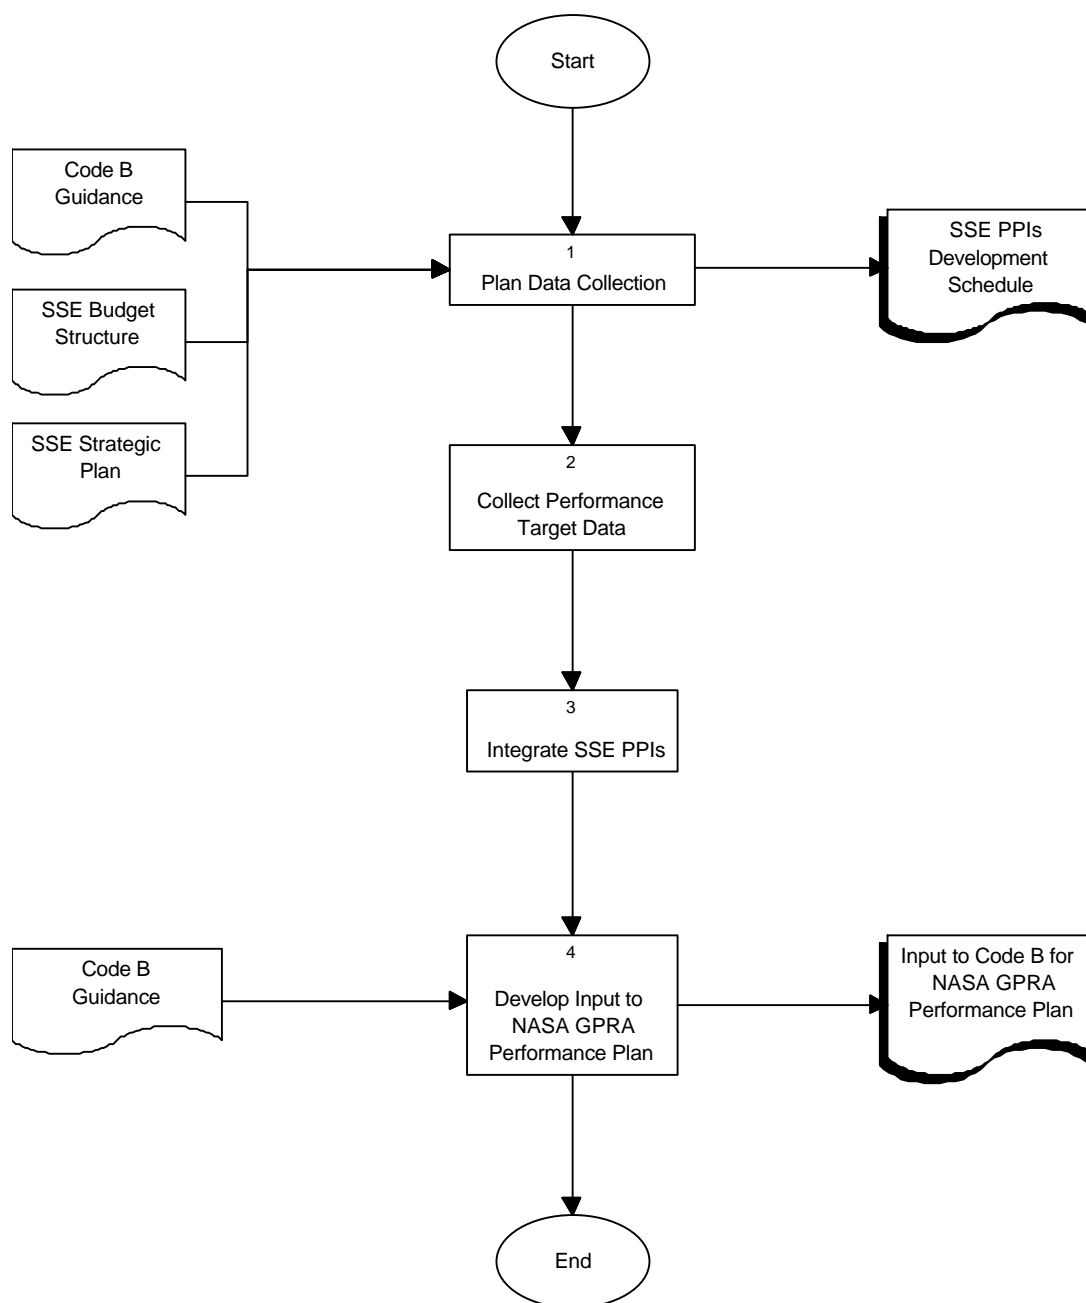 Start
Code B
Guidance
SSE Budget
Structure
SSE Strategic
Plan
1
Plan Data Collection
SSE PPIs
Development
Schedule
2
Collect Performance
Target Data
3
Integrate SSE PPIs
Code B
Guidance
4
Develop Input to
NASA GPRA
Performance Plan
Input to Code B for
NASA GPRA
Performance Plan
End